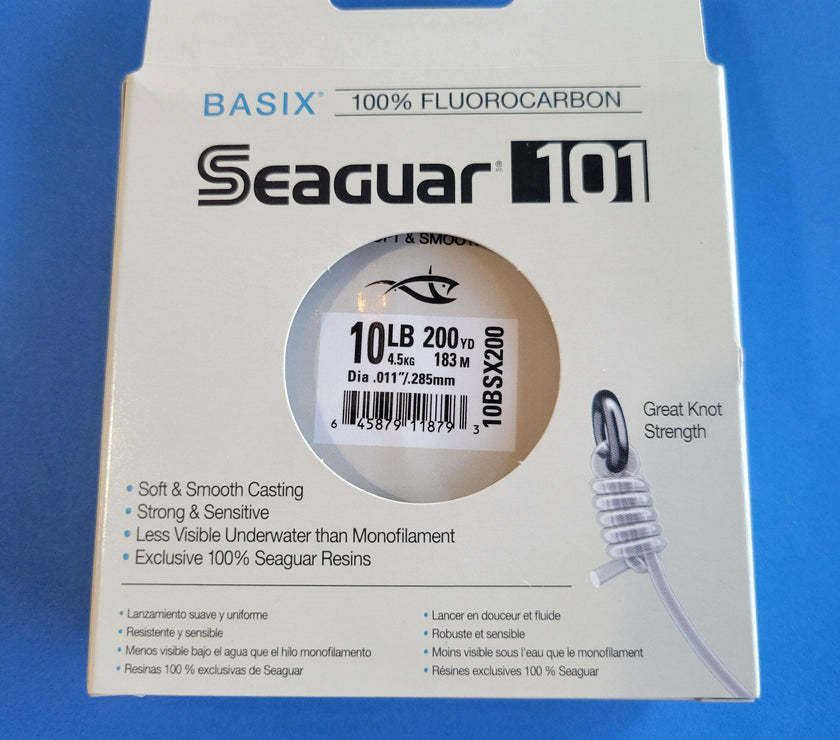 BASIX® 100% FLUOROCARBON
SEAGUAR® 101
& SMOOT
10LB 200YD
4.5KG 183 M
Dia .011"/.285mm
10BSX200
6 45879 11879 3
Great Knot
Strength
• Soft & Smooth Casting
• Strong & Sensitive
• Less Visible Underwater than Monofilament
• Exclusive 100% Seaguar Resins
• Lanzamiento suave y uniforme
• Resistente y sensible
• Menos visible bajo el agua que el hilo monofilamento
• Resinas 100 % exclusivas de Seaguar
• Lancer en douceur et fluide
• Robuste et sensible
• Moins visible sous l'eau que le monofilament
• Résines exclusives 100 % Seaguar